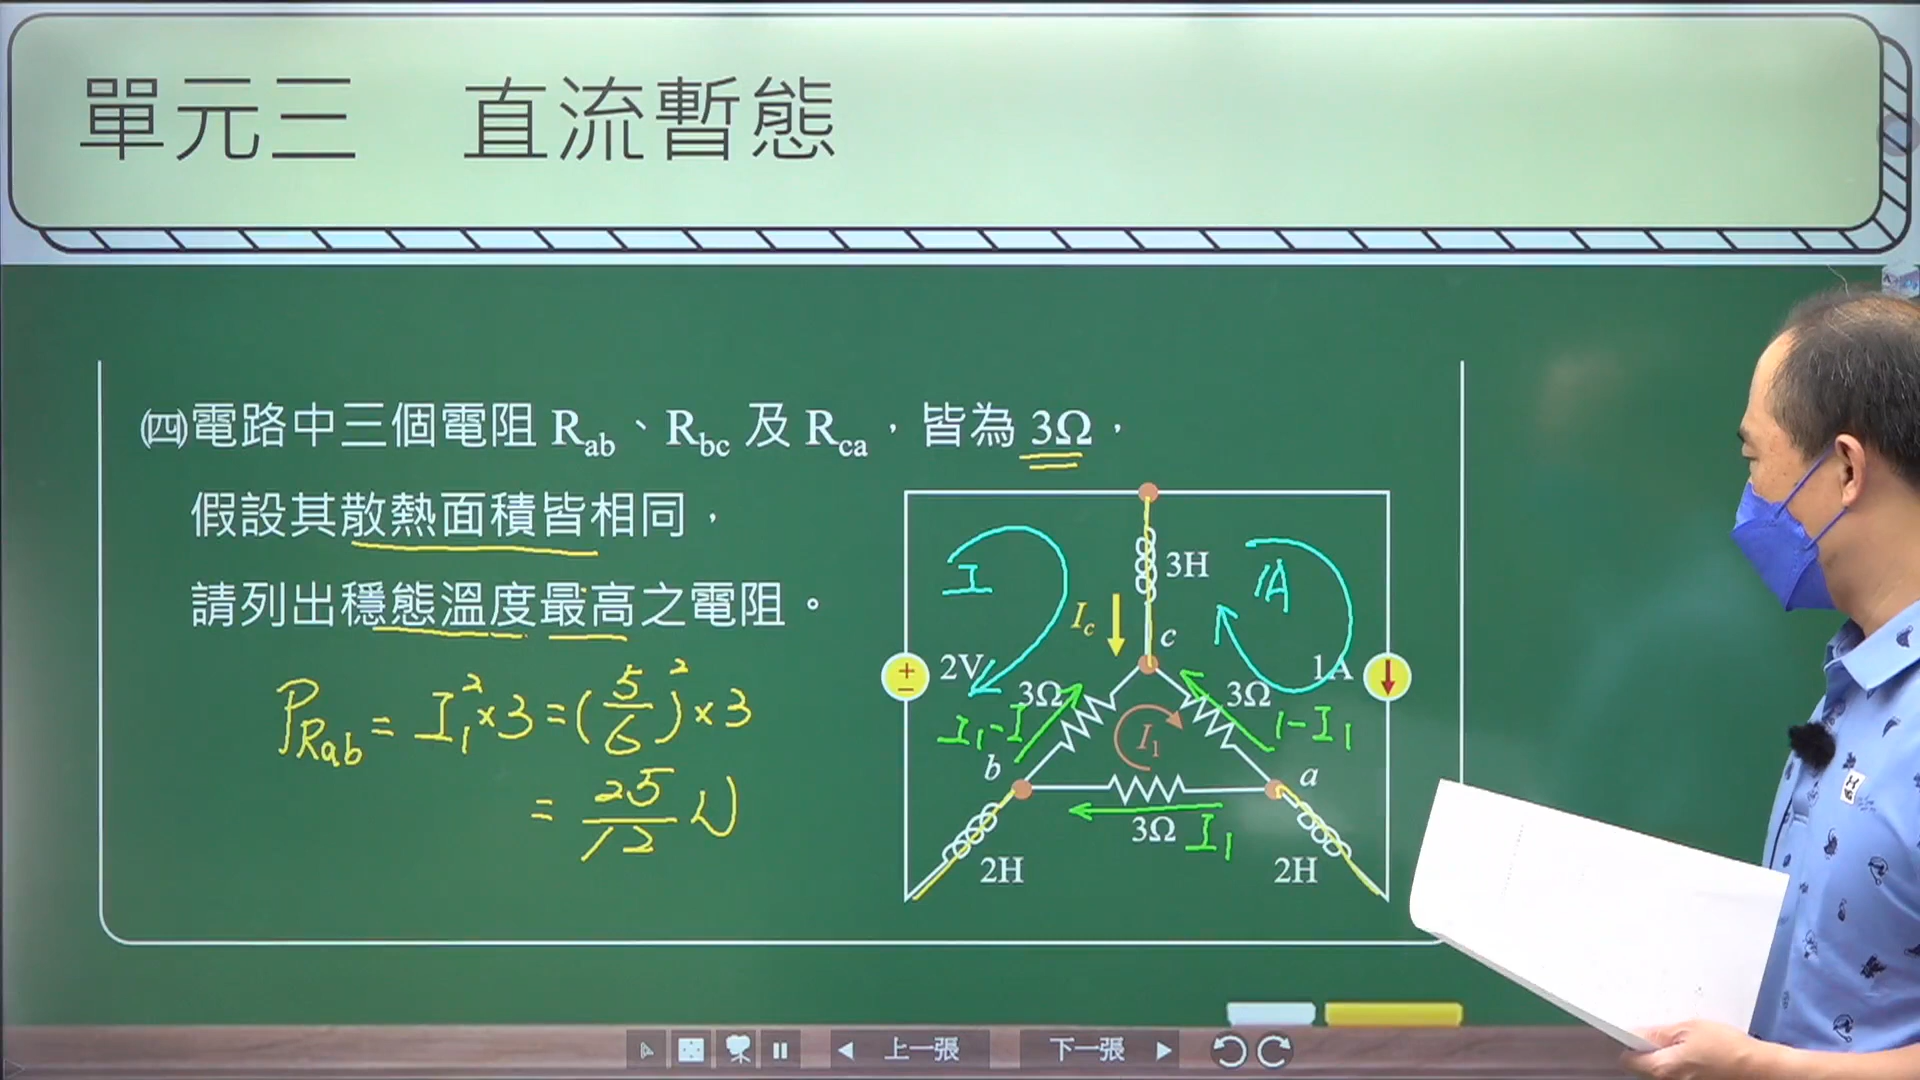 單元三 直流暫態
㈣電路中三個電阻 Rab、Rbc 及 Rca，皆為 3Ω，
假設其散熱面積皆相同，
請列出穩態溫度最高之電阻。
PRab = I₁² × 3 = (5/6)² × 3
= 25/12 W
I
1A
3H
Ic
c
2V
+
−
3Ω
3Ω
1A
I₁-I
I₁
1-I₁
b
a
3Ω
I₁
2H
2H
上一張
下一張